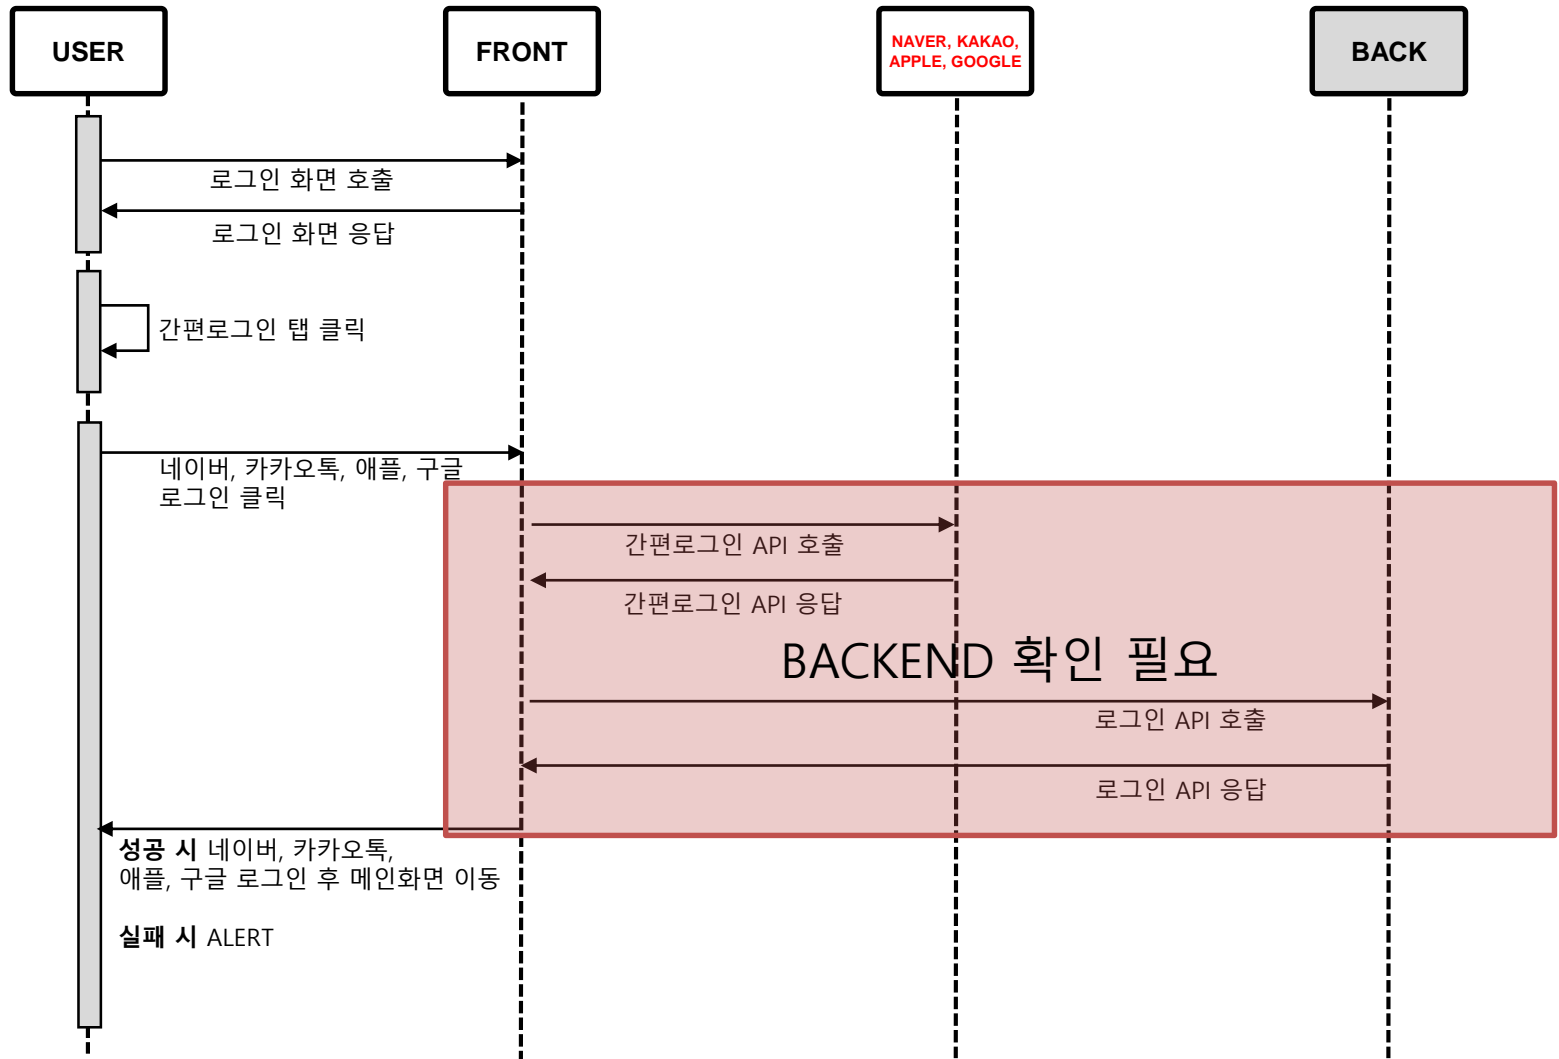 USER
FRONT
NAVER, KAKAO,
APPLE, GOOGLE
BACK
로그인 화면 호출
로그인 화면 응답
간편로그인 탭 클릭
네이버, 카카오톡, 애플, 구글
로그인 클릭
간편로그인 API 호출
간편로그인 API 응답
BACKEND 확인 필요
로그인 API 호출
로그인 API 응답
성공 시 네이버, 카카오톡,
애플, 구글 로그인 후 메인화면 이동
실패 시 ALERT